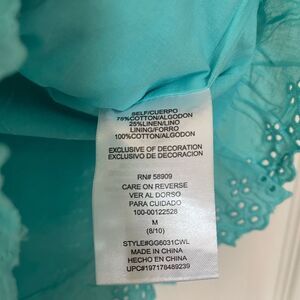 SELF/CUERPO
75%COTTON/ALGODON
25%LINEN/LINO
LINING/FORRO
100%COTTON/ALGODON
EXCLUSIVE OF DECORATION
EXCLUSIVO DE DECORACION
RN# 58909
CARE ON REVERSE
VER AL DORSO
PARA CUIDADO
100-00122528
M
(8/10)
STYLE#GG6031CWL
MADE IN CHINA
HECHO EN CHINA
UPC#197178489239